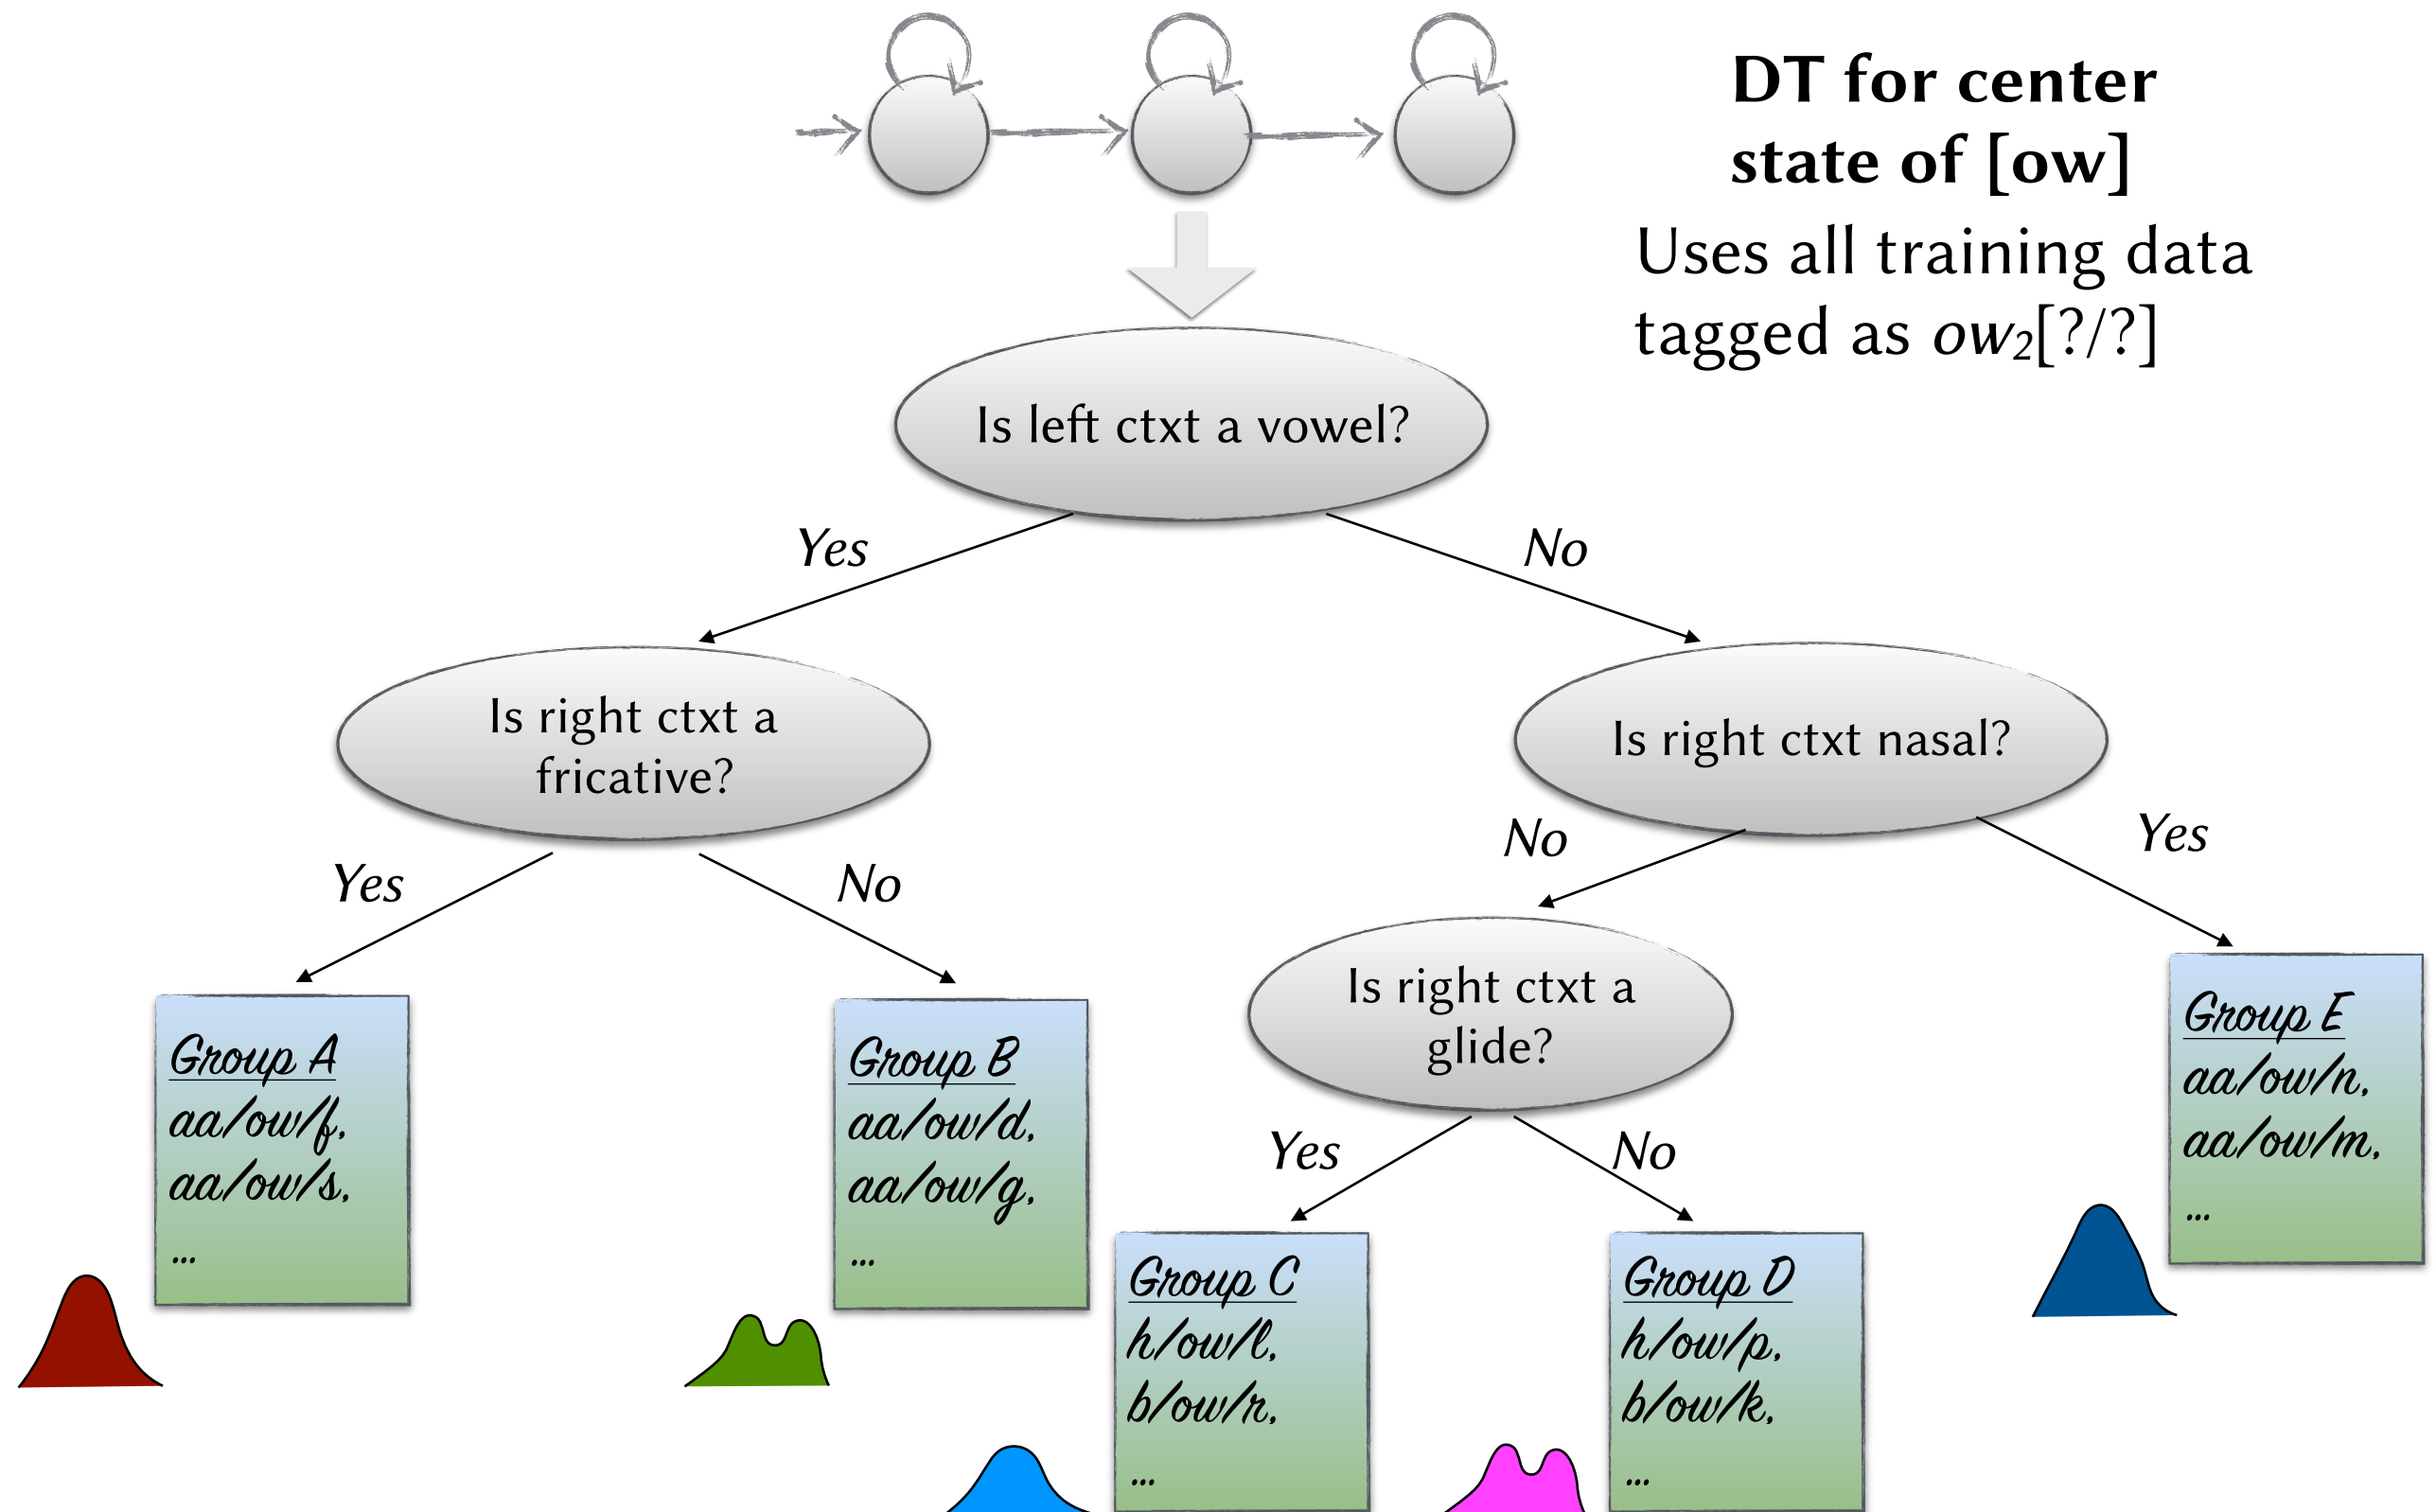 DT for center
state of [ow]
Uses all training data
tagged as ow2[?/?]
Is left ctxt a vowel?
Yes
No
Is right ctxt a
fricative?
Is right ctxt nasal?
Yes
No
No
Yes
Is right ctxt a
glide?
Yes
No
Group A
aa/ow/f,
aa/ow/s,
...
Group B
aa/ow/d,
aa/ow/g,
...
Group C
h/ow/l,
b/ow/r,
...
Group D
h/ow/p,
b/ow/k,
...
Group E
aa/ow/n,
aa/ow/m,
...